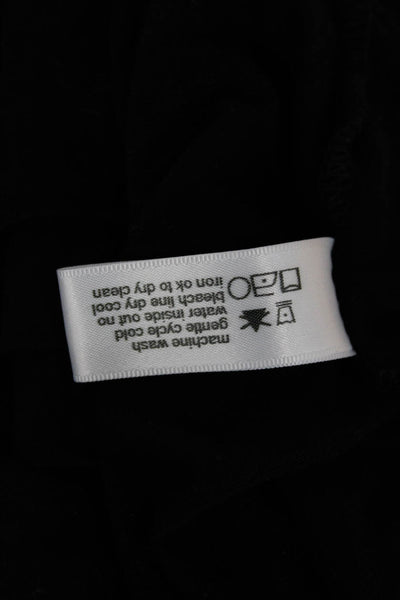 machine wash
gentle cycle cold
water inside out no
bleach line dry cool
iron ok to dry clean